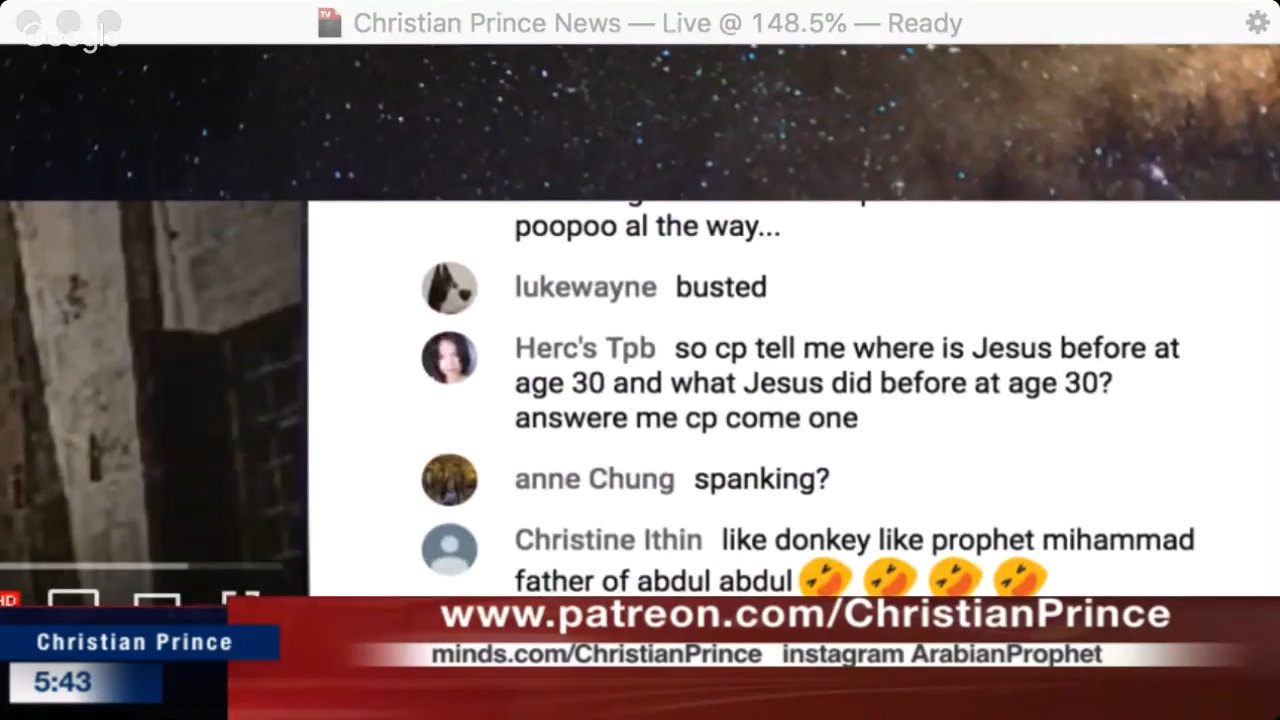 Google
Christian Prince News — Live @ 148.5% — Ready
poopoo al the way...
lukewayne busted
Herc's Tpb so cp tell me where is Jesus before at
age 30 and what Jesus did before at age 30?
answere me cp come one
anne Chung spanking?
Christine Ithin like donkey like prophet mihammad
father of abdul abdul🤣🤣🤣🤣
HD
www.patreon.com/ChristianPrince
Christian Prince
minds.com/ChristianPrince instagram ArabianProphet
5:43